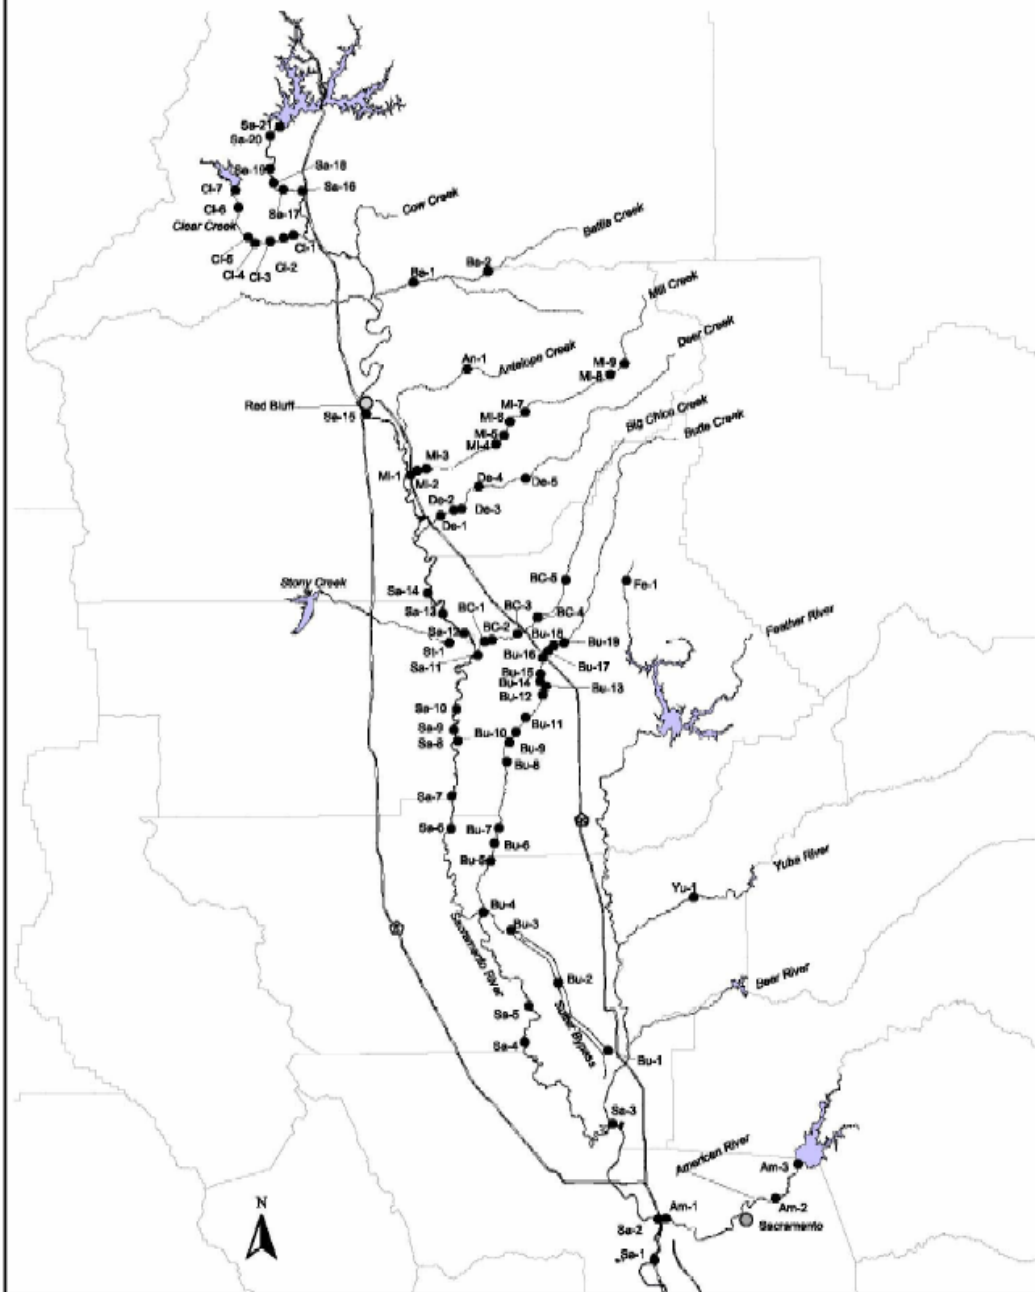 Sa-21
Sa-20
Sa-19
Sa-18
Sa-16
Sa-17
Cl-7
Cl-6
Clear Creek
Cl-5
Cl-4
Cl-3
Cl-2
Cl-1
Cow Creek
Battle Creek
Ba-1
Ba-2
Mill Creek
Deer Creek
An-1
Antelope Creek
Mi-9
Mi-8
Red Bluff
Sa-15
Mi-7
Mi-6
Mi-5
Mi-4
Big Chico Creek
Butte Creek
Mi-3
Mi-1
Mi-2
De-4
De-5
De-2
De-3
De-1
Stony Creek
Sa-14
Sa-13
BC-5
Fe-1
BC-1
BC-3
BC-4
BC-2
Sa-12
St-1
Sa-11
Bu-18
Bu-19
Bu-16
Bu-17
Feather River
Bu-15
Bu-14
Bu-13
Bu-12
Sa-10
Sa-9
Sa-8
Bu-11
Bu-10
Bu-9
Bu-8
Sa-7
Sa-6
Bu-7
Bu-6
Bu-5
Yuba River
Yu-1
Bu-4
Bu-3
Sacramento River
Bu-2
Bear River
Sa-5
Sutter Bypass
Sa-4
Bu-1
Sa-3
American River
Am-3
Am-2
N
Am-1
Sa-2
Sacramento
Sa-1